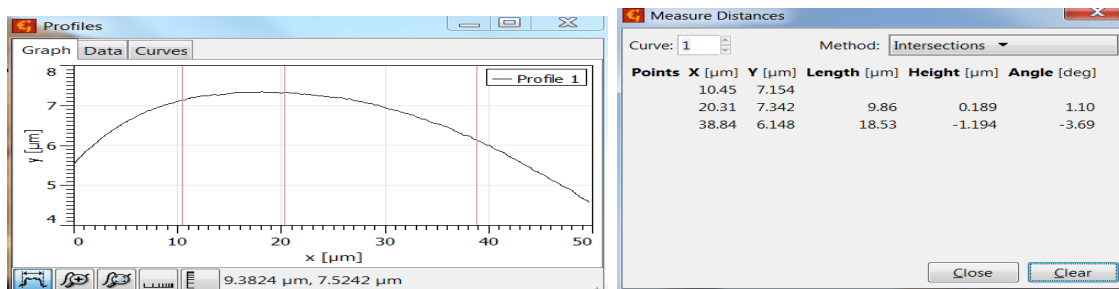 Profiles
Graph Data Curves
8
7
6
5
4
y [µm]
Profile 1
0 10 20 30 40 50
x [µm]
9.3824 µm, 7.5242 µm
Measure Distances
Curve: 1 Method: Intersections
Points X [µm] Y [µm] Length [µm] Height [µm] Angle [deg]
10.45 7.154
20.31 7.342 9.86 0.189 1.10
38.84 6.148 18.53 -1.194 -3.69
Close Clear